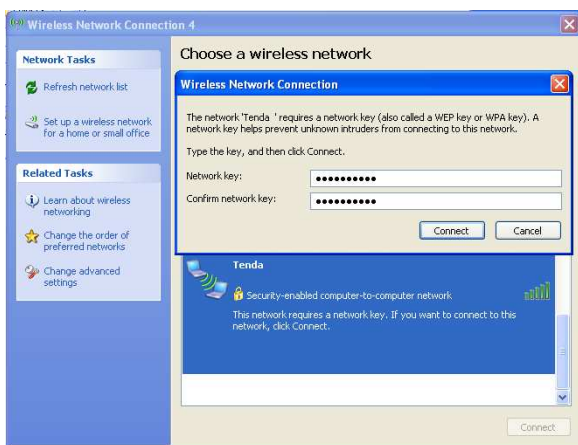 Wireless Network Connection 4
Network Tasks
Refresh network list
Set up a wireless network
for a home or small office
Related Tasks
Learn about wireless
networking
Change the order of
preferred networks
Change advanced
settings
Choose a wireless network
Wireless Network Connection
The network 'Tenda ' requires a network key (also called a WEP key or WPA key). A
network key helps prevent unknown intruders from connecting to this network.
Type the key, and then click Connect.
Network key: ••••••••••
Confirm network key: ••••••••••
Connect Cancel
Tenda
Security-enabled computer-to-computer network
This network requires a network key. If you want to connect to this
network, click Connect.
Connect